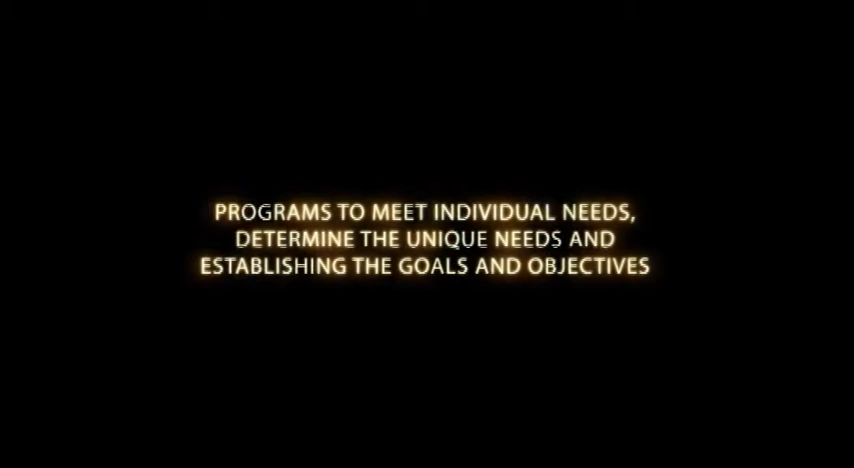 PROGRAMS TO MEET INDIVIDUAL NEEDS,
DETERMINE THE UNIQUE NEEDS AND
ESTABLISHING THE GOALS AND OBJECTIVES